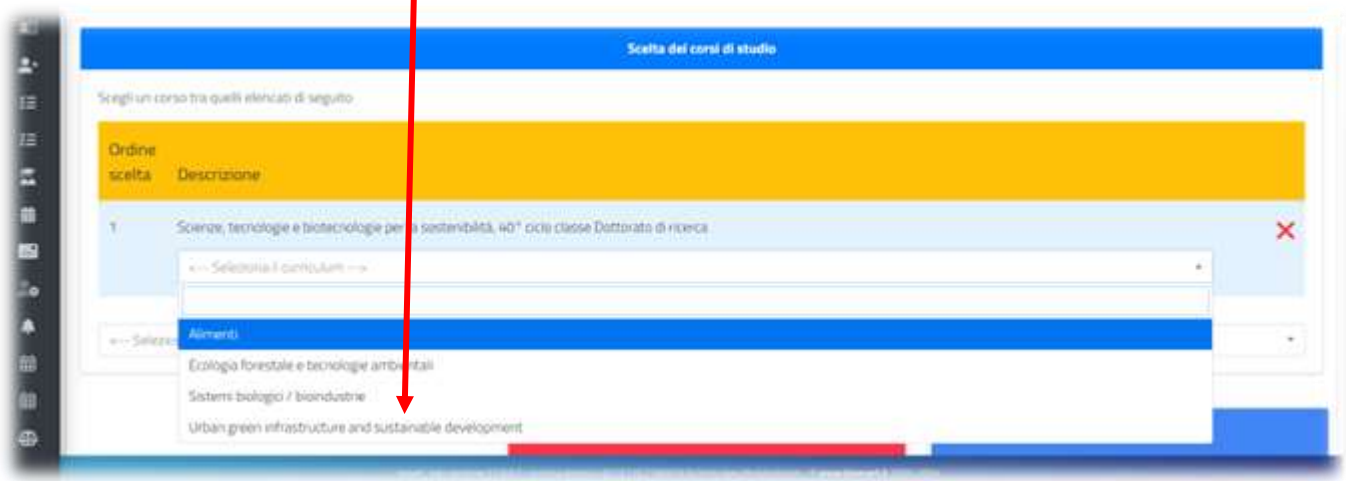 Scelta dei corsi di studio
Scegli un corso tra quelli elencati di seguito
Ordine
scelta Descrizione
1 Scienze, tecnologie e biotecnologie per la sostenibilità, 40° ciclo classe Dottorato di ricerca
<-- Seleziona il curriculum -->
Alimenti
<-- Selezio
Ecologia forestale e tecnologie ambientali
Sistemi biologici / bioindustrie
Urban green infrastructure and sustainable development